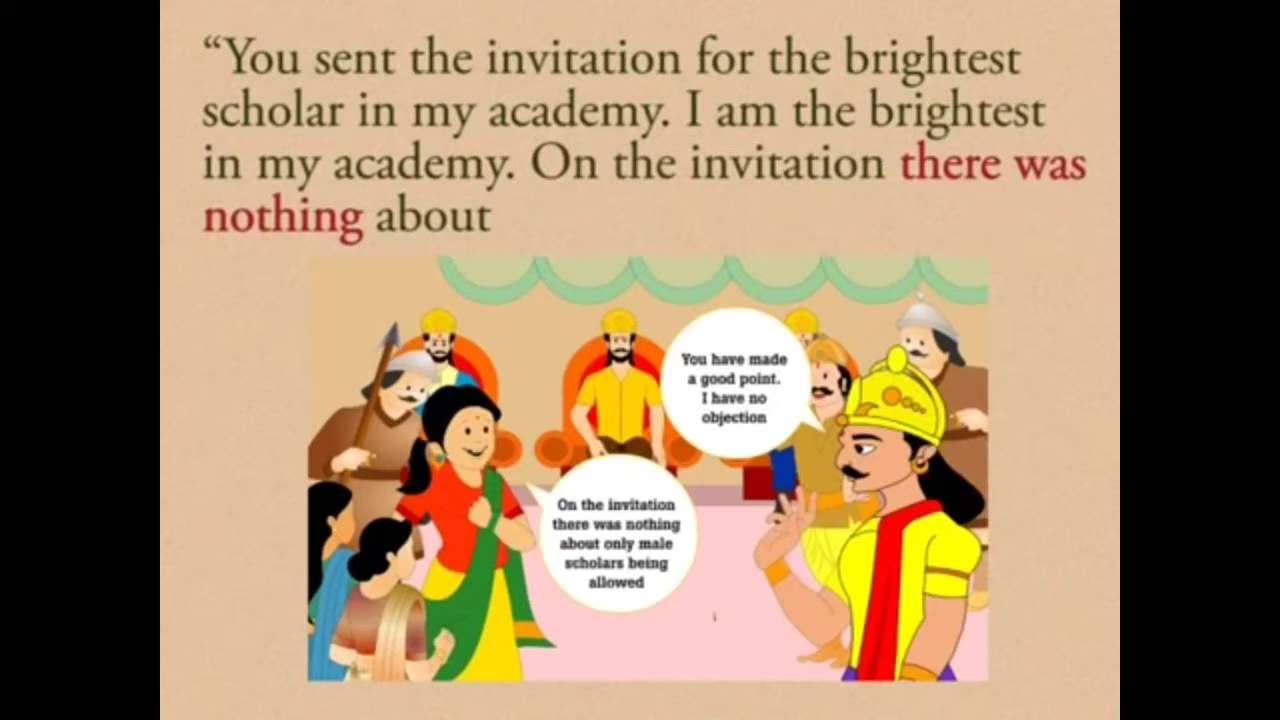 “You sent the invitation for the brightest
scholar in my academy. I am the brightest
in my academy. On the invitation there was
nothing about
You have made
a good point.
I have no
objection
On the invitation
there was nothing
about only male
scholars being
allowed